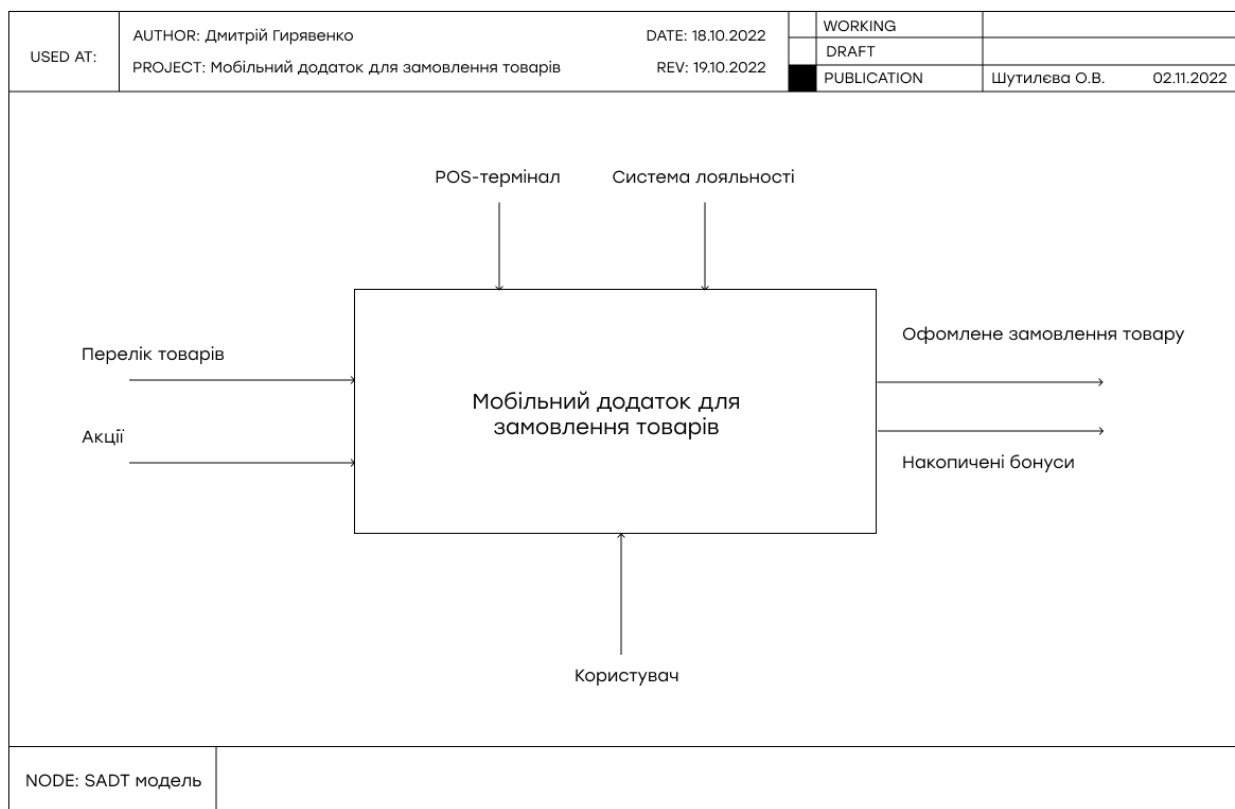 USED AT:
AUTHOR: Дмитрій Гирявенко
DATE: 18.10.2022
PROJECT: Мобільний додаток для замовлення товарів
REV: 19.10.2022
WORKING
DRAFT
PUBLICATION
Шутилєва О.В.
02.11.2022
POS-термінал
Система лояльності
Перелік товарів
Акції
Мобільний додаток для
замовлення товарів
Офомлене замовлення товару
Накопичені бонуси
Користувач
NODE: SADT модель